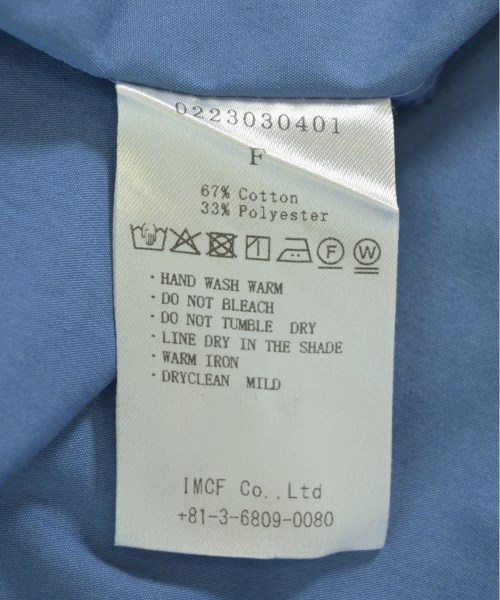 0223030401
F
67% Cotton
33% Polyester
F W
・HAND WASH WARM
・DO NOT BLEACH
・DO NOT TUMBLE DRY
・LINE DRY IN THE SHADE
・WARM IRON
・DRYCLEAN MILD
IMCF Co.,Ltd
+81-3-6809-0080